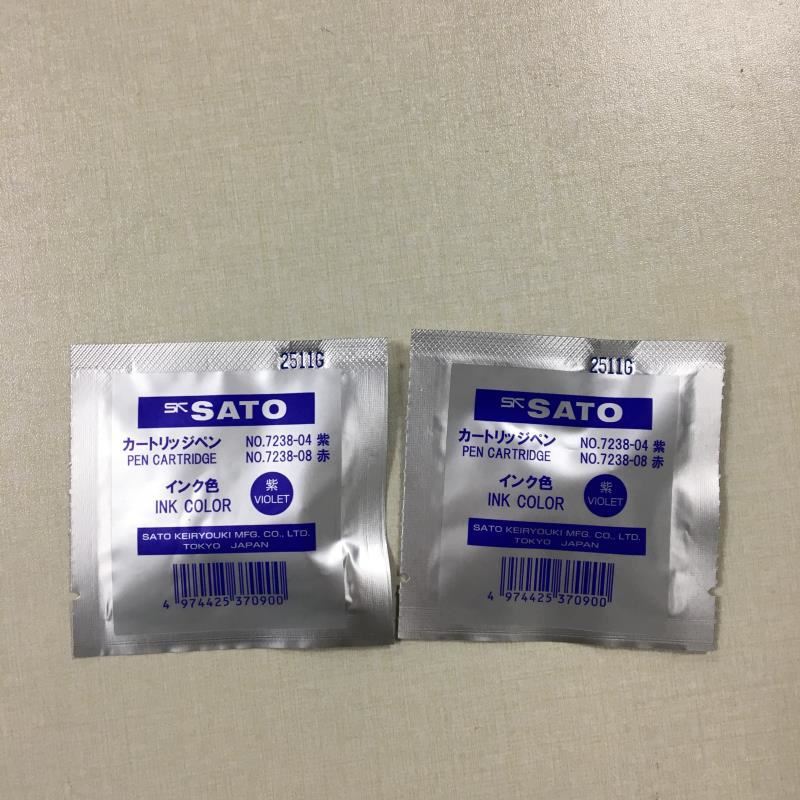 2511G
SK SATO
カートリッジペン NO.7238-04 紫
PEN CARTRIDGE NO.7238-08 赤
インク色 紫
INK COLOR VIOLET
SATO KEIRYOUKI MFG. CO., LTD.
TOKYO JAPAN
4 974425 370900
2511G
SK SATO
カートリッジペン NO.7238-04 紫
PEN CARTRIDGE NO.7238-08 赤
インク色 紫
INK COLOR VIOLET
SATO KEIRYOUKI MFG. CO., LTD.
TOKYO JAPAN
4 974425 370900